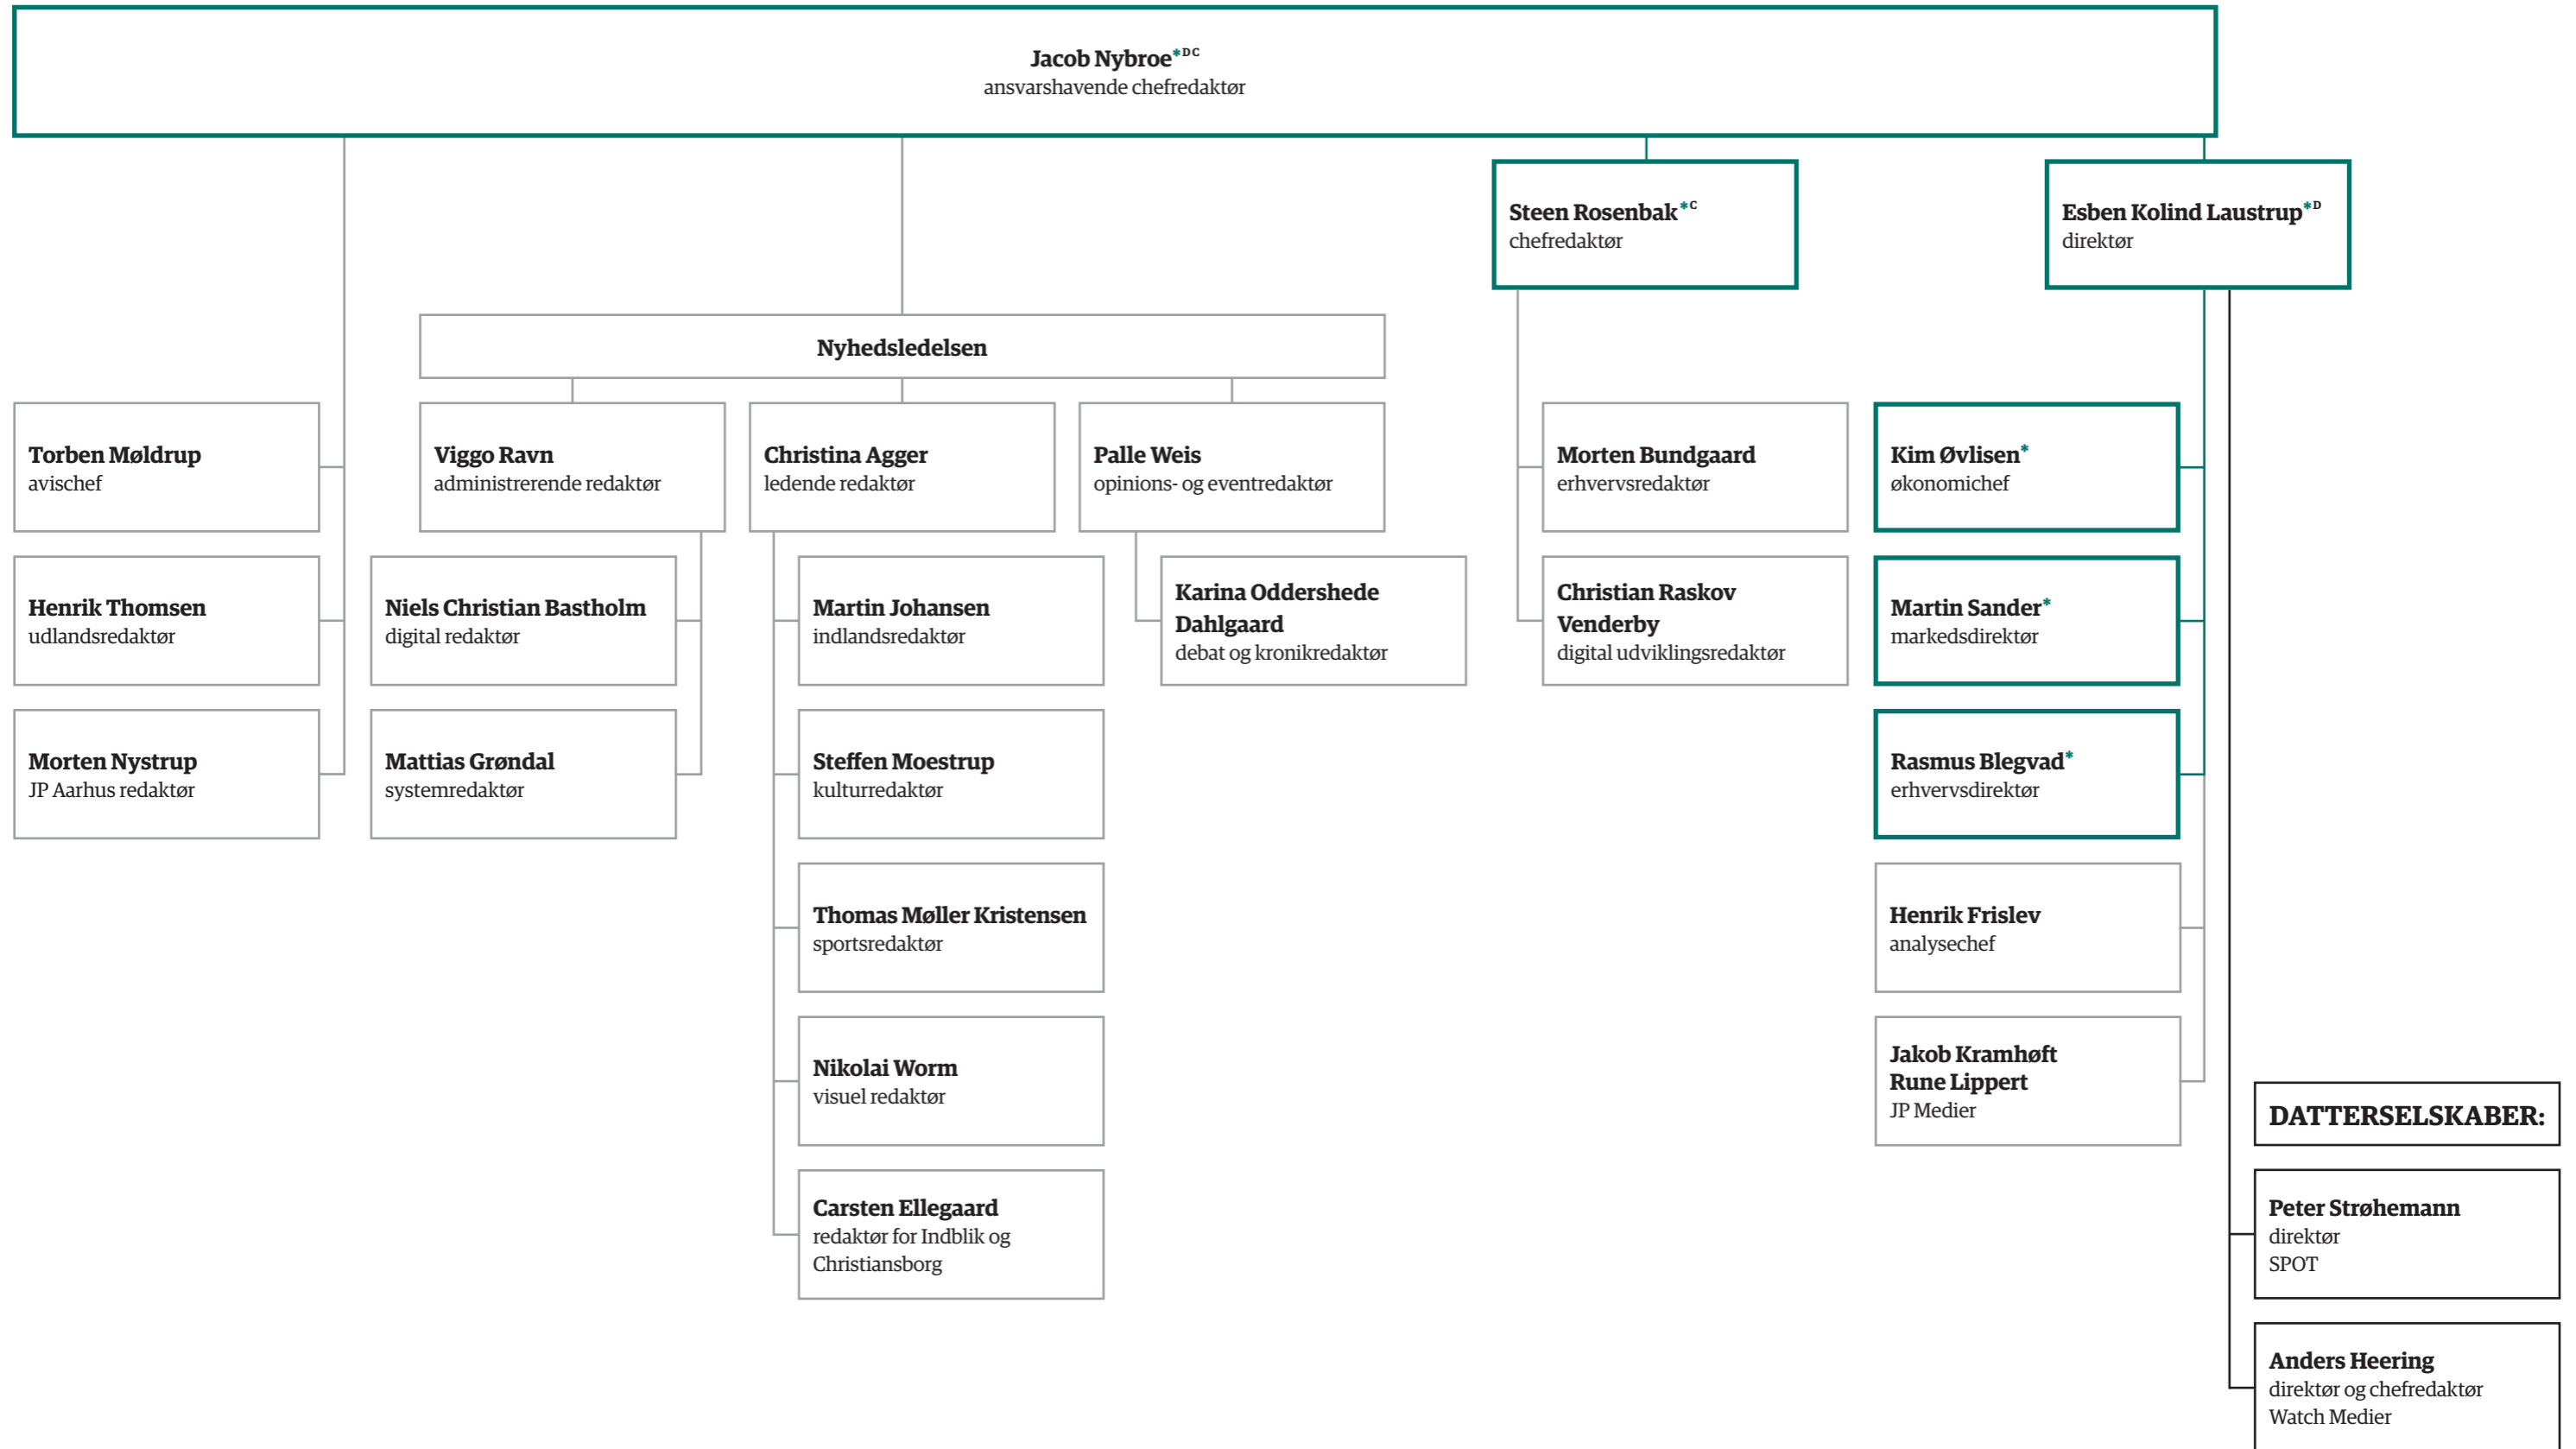 Jacob Nybroe*DC
ansvarshavende chefredaktør
Steen Rosenbak*C
chefredaktør
Esben Kolind Laustrup*D
direktør
Nyhedsledelsen
Torben Møldrup
avischef
Henrik Thomsen
udlandsredaktør
Morten Nystrup
JP Aarhus redaktør
Viggo Ravn
administrerende redaktør
Niels Christian Bastholm
digital redaktør
Mattias Grøndal
systemredaktør
Christina Agger
ledende redaktør
Martin Johansen
indlandsredaktør
Steffen Moestrup
kulturredaktør
Thomas Møller Kristensen
sportsredaktør
Nikolai Worm
visuel redaktør
Carsten Ellegaard
redaktør for Indblik og
Christiansborg
Palle Weis
opinions- og eventredaktør
Karina Oddershede
Dahlgaard
debat og kronikredaktør
Morten Bundgaard
erhvervsredaktør
Christian Raskov
Venderby
digital udviklingsredaktør
Kim Øvlisen*
økonomichef
Martin Sander*
markedsdirektør
Rasmus Blegvad*
erhvervsdirektør
Henrik Frislev
analysechef
Jakob Kramhøft
Rune Lippert
JP Medier
DATTERSELSKABER:
Peter Strøhemann
direktør
SPOT
Anders Heering
direktør og chefredaktør
Watch Medier